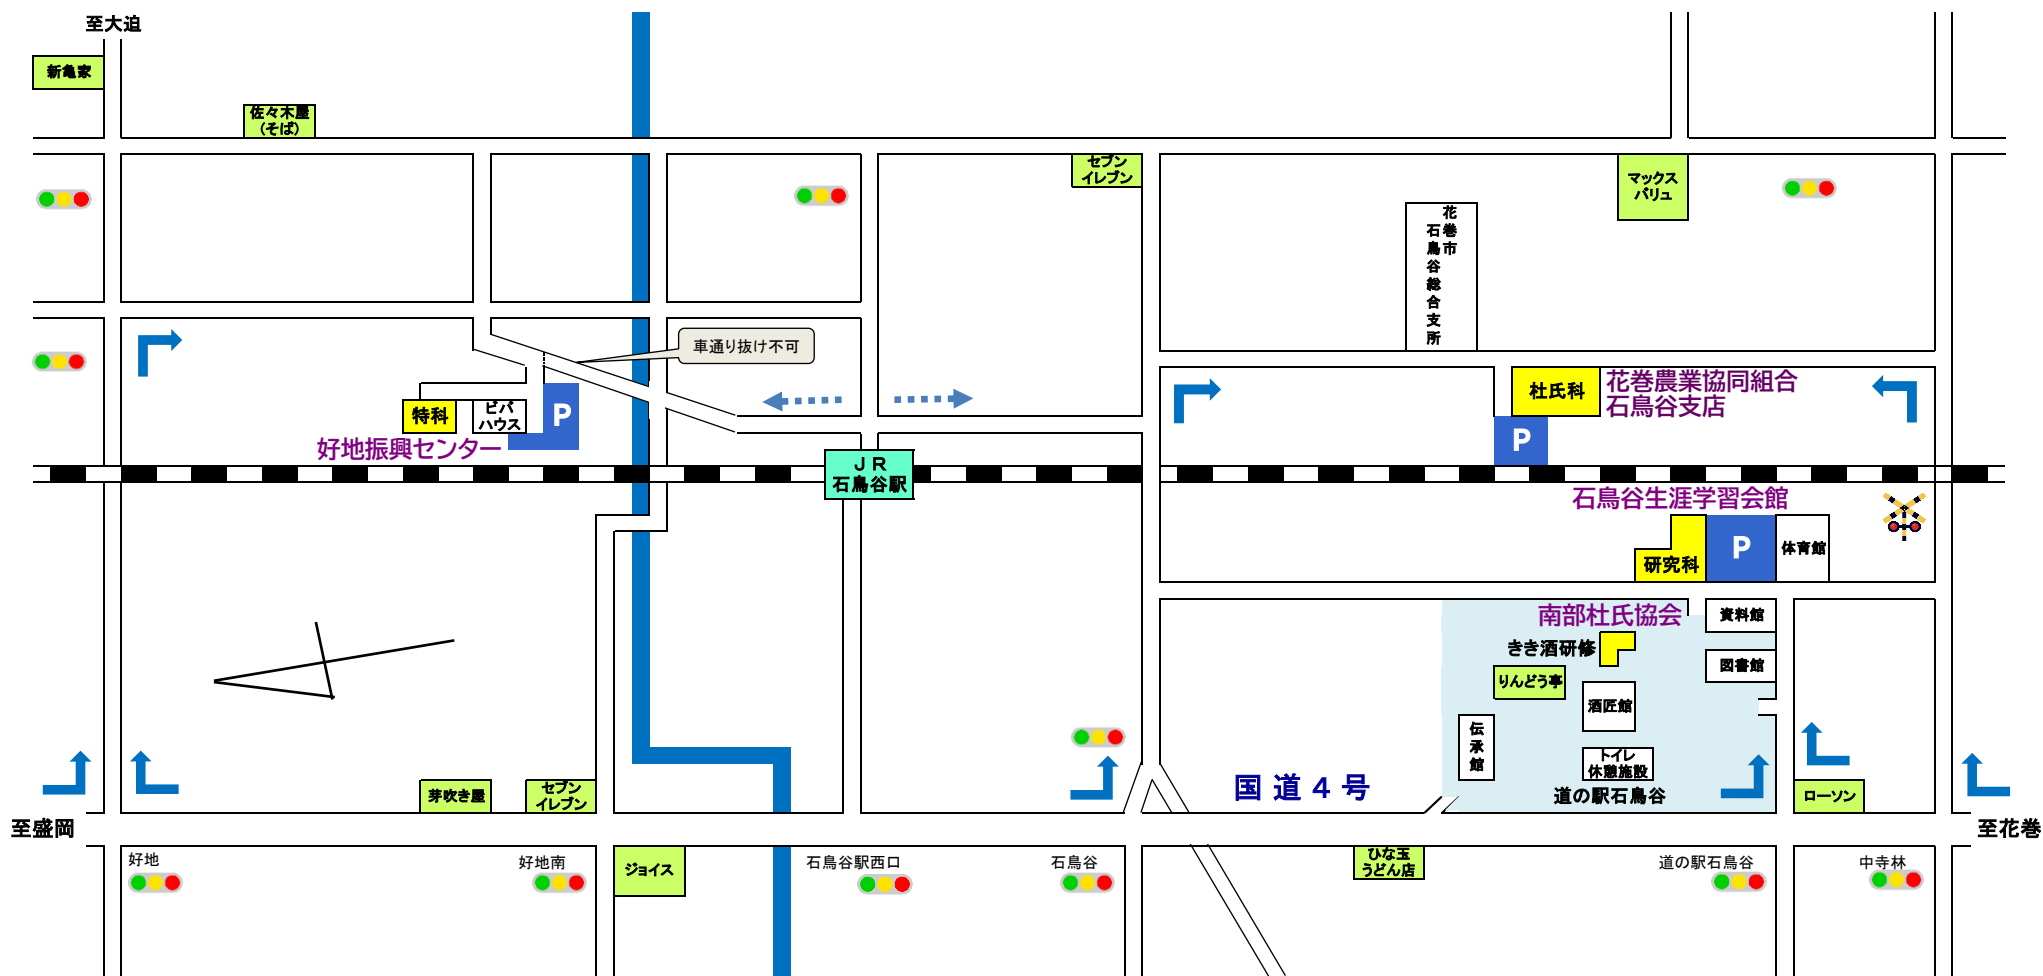 至大迫
新亀家
佐々木屋
（そば）
セブン
イレブン
マックス
バリュ
花巻市
石鳥谷総合支所
車通り抜け不可
特科
ビバ
ハウス
P
好地振興センター
杜氏科
花巻農業協同組合
石鳥谷支店
P
ＪＲ
石鳥谷駅
石鳥谷生涯学習会館
研究科
P
体育館
南部杜氏協会
資料館
きき酒研修
図書館
りんどう亭
酒匠館
伝承館
トイレ
休憩施設
道の駅石鳥谷
国道４号
芽吹き屋
セブン
イレブン
ローソン
至盛岡
至花巻
好地
好地南
ジョイス
石鳥谷駅西口
石鳥谷
ひな玉
うどん店
道の駅石鳥谷
中寺林